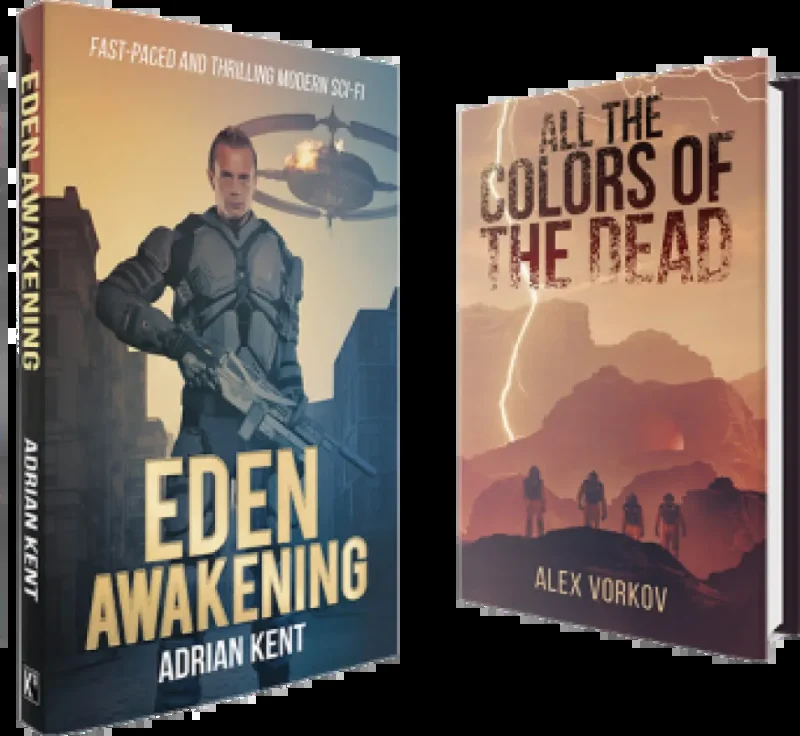 EDEN AWAKENING
ADRIAN KENT
K
FAST-PACED AND THRILLING MODERN SCI-FI
EDEN
AWAKENING
ADRIAN KENT
ALL THE
COLORS OF
THE DEAD
ALEX VORKOV